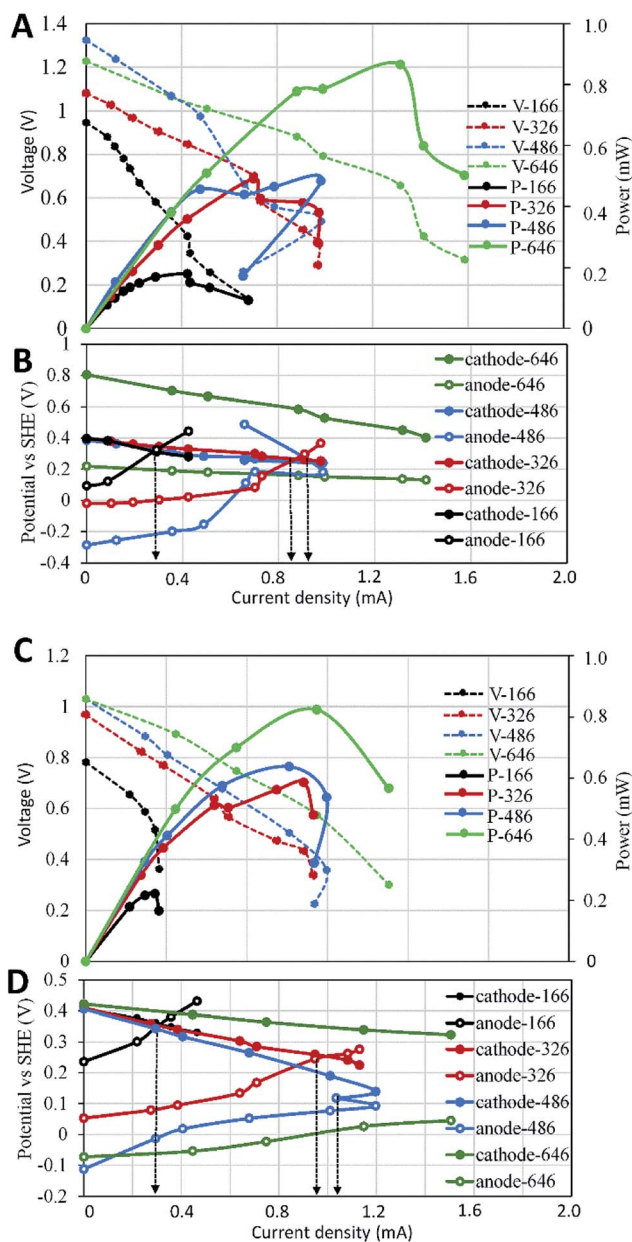 A
1.4
1.2
1
0.8
0.6
0.4
0.2
0
Voltage (V)
1.0
0.8
0.6
0.4
0.2
0
Power (mW)
V-166
V-326
V-486
V-646
P-166
P-326
P-486
P-646
B
1
0.8
0.6
0.4
0.2
0
-0.2
-0.4
Potential vs SHE (V)
cathode-646
anode-646
cathode-486
anode-486
cathode-326
anode-326
cathode-166
anode-166
0 0.4 0.8 1.2 1.6 2.0
Current density (mA)
C
1.2
1
0.8
0.6
0.4
0.2
0
Voltage (V)
1.0
0.8
0.6
0.4
0.2
0
Power (mW)
V-166
V-326
V-486
V-646
P-166
P-326
P-486
P-646
D
0.5
0.4
0.3
0.2
0.1
0
-0.1
-0.2
Potential vs SHE (V)
cathode-166
anode-166
cathode-326
anode-326
cathode-486
anode-486
cathode-646
anode-646
0 0.4 0.8 1.2 1.6 2.0
Current density (mA)